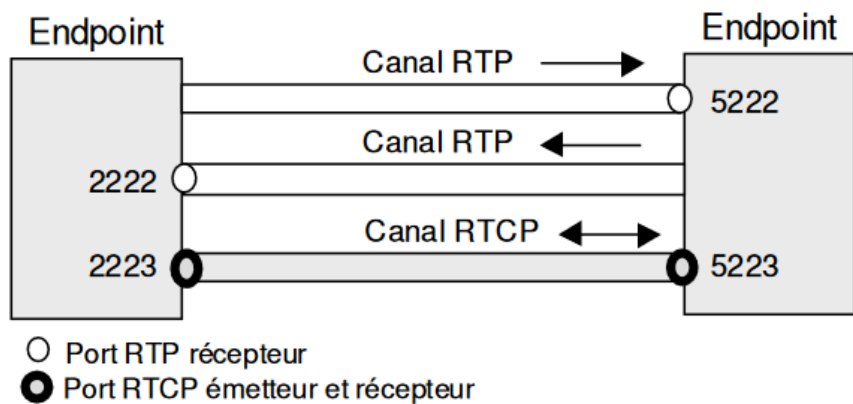 Endpoint
Endpoint
Canal RTP
5222
Canal RTP
2222
Canal RTCP
2223
5223
Port RTP récepteur
Port RTCP émetteur et récepteur